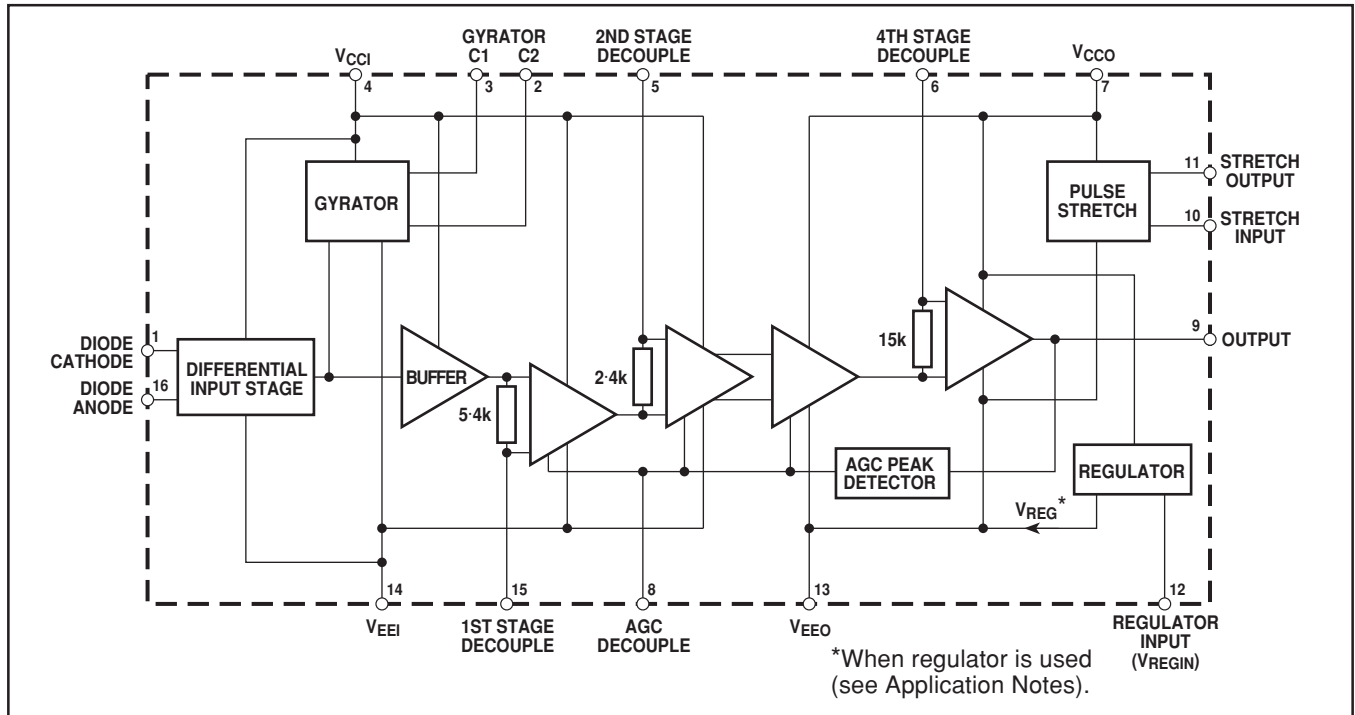 GYRATOR
C1 C2
2ND STAGE
DECOUPLE
4TH STAGE
DECOUPLE
VCCI
VCCO
4
3
2
5
6
7
GYRATOR
PULSE
STRETCH
11
STRETCH
OUTPUT
10
STRETCH
INPUT
DIODE
CATHODE
1
DIODE
ANODE
16
DIFFERENTIAL
INPUT STAGE
BUFFER
5·4k
2·4k
15k
9
OUTPUT
AGC PEAK
DETECTOR
REGULATOR
VREG*
14
15
8
13
12
VEEI
1ST STAGE
DECOUPLE
AGC
DECOUPLE
VEEO
REGULATOR
INPUT
(VREGIN)
*When regulator is used
(see Application Notes).